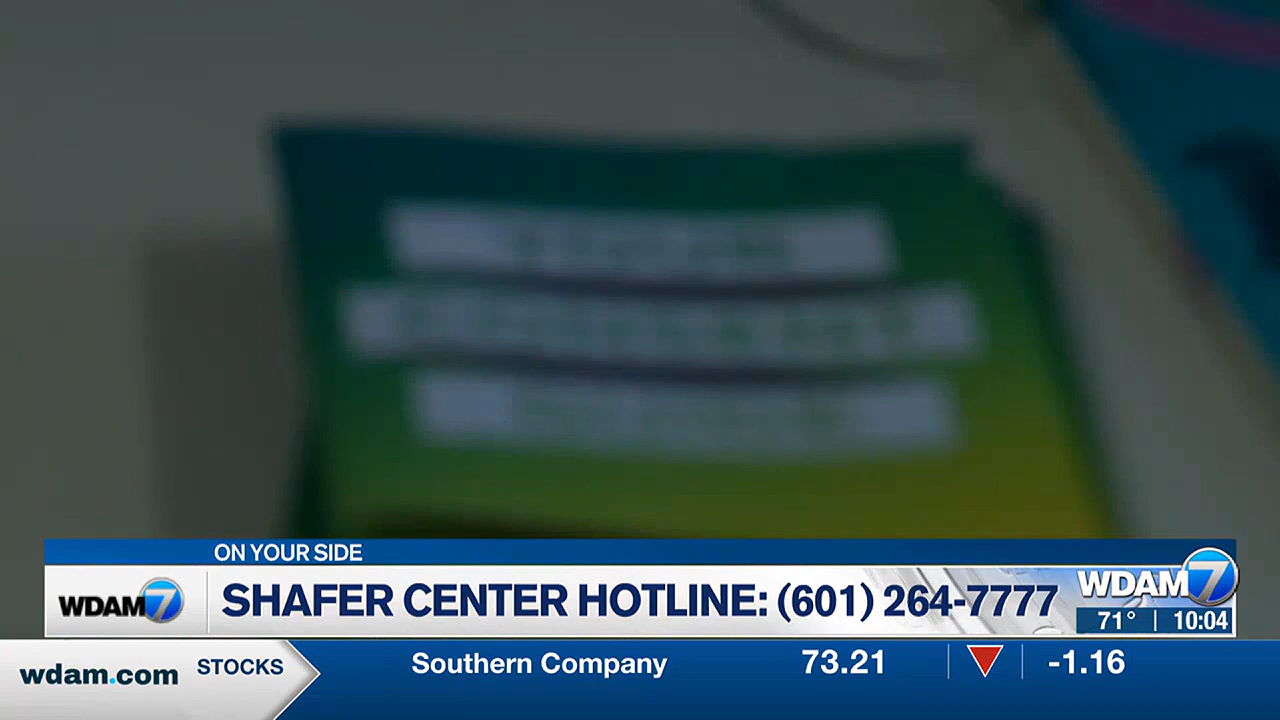 ON YOUR SIDE
WDAM7
SHAFER CENTER HOTLINE: (601) 264-7777
WDAM7
71° | 10:04
wdam.com
STOCKS
Southern Company 73.21 -1.16